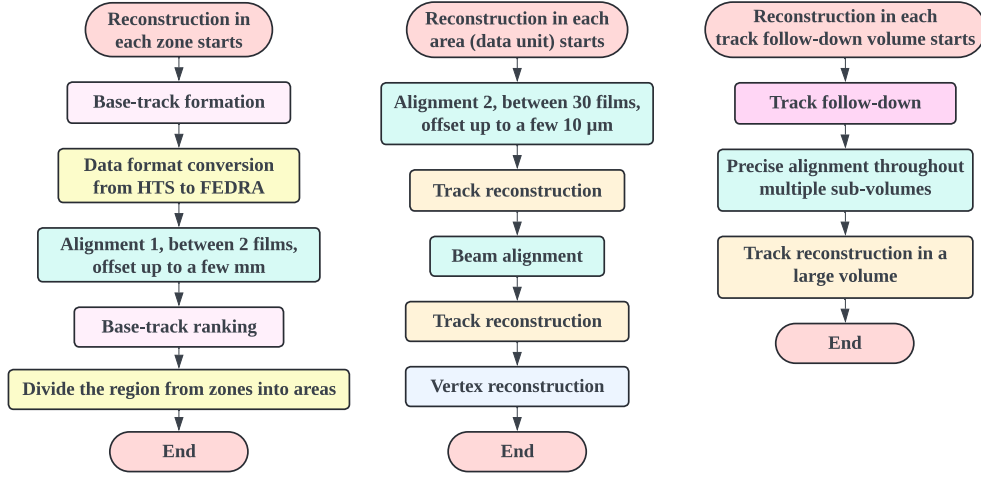 Reconstruction in
each zone starts
Base-track formation
Data format conversion
from HTS to FEDRA
Alignment 1, between 2 films,
offset up to a few mm
Base-track ranking
Divide the region from zones into areas
End
Reconstruction in each
area (data unit) starts
Alignment 2, between 30 films,
offset up to a few 10 μm
Track reconstruction
Beam alignment
Track reconstruction
Vertex reconstruction
End
Reconstruction in each
track follow-down volume starts
Track follow-down
Precise alignment throughout
multiple sub-volumes
Track reconstruction in a
large volume
End